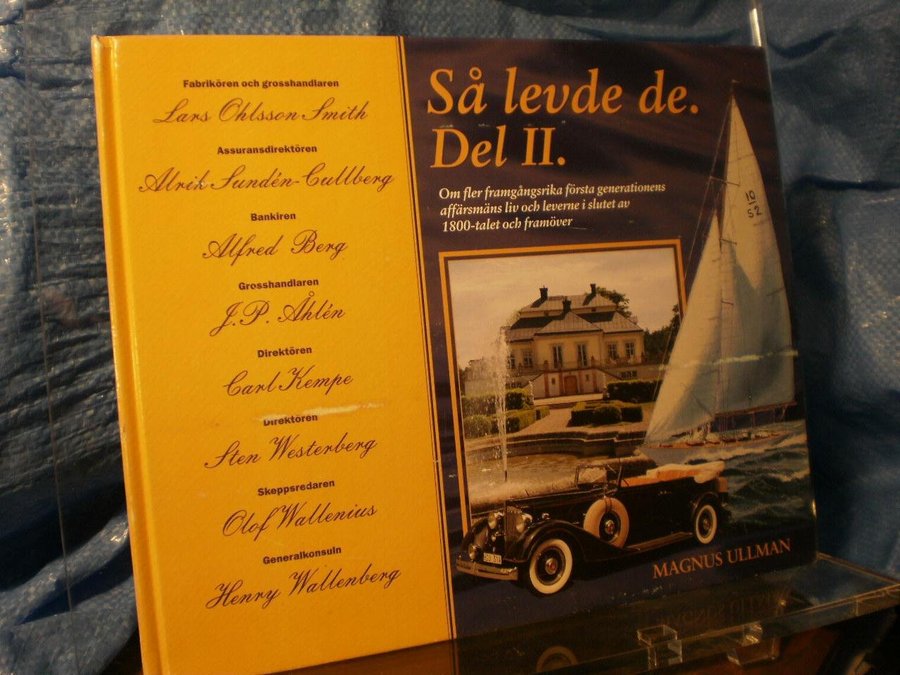 Fabrikören och grosshandlaren
Lars Ohlsson Smith
Assuransdirektören
Alrik Sundén-Cullberg
Bankiren
Alfred Berg
Grosshandlaren
J.P. Åhlén
Direktören
Carl Kempe
Direktören
Sten Westerberg
Skeppsredaren
Olof Wallenius
Generalkonsuln
Henry Wallenberg
Så levde de.
Del II.
Om fler framgångsrika första generationens
affärsmäns liv och leverne i slutet av
1800-talet och framöver
10
S2
MAGNUS ULLMAN